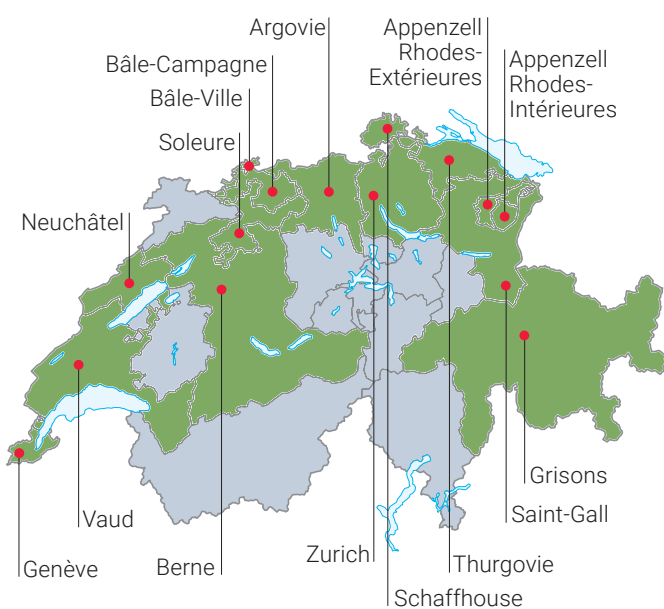 Argovie
Appenzell
Rhodes-
Extérieures
Appenzell
Rhodes-
Intérieures
Bâle-Campagne
Bâle-Ville
Soleure
Neuchâtel
Grisons
Saint-Gall
Vaud
Zurich
Thurgovie
Genève
Berne
Schaffhouse